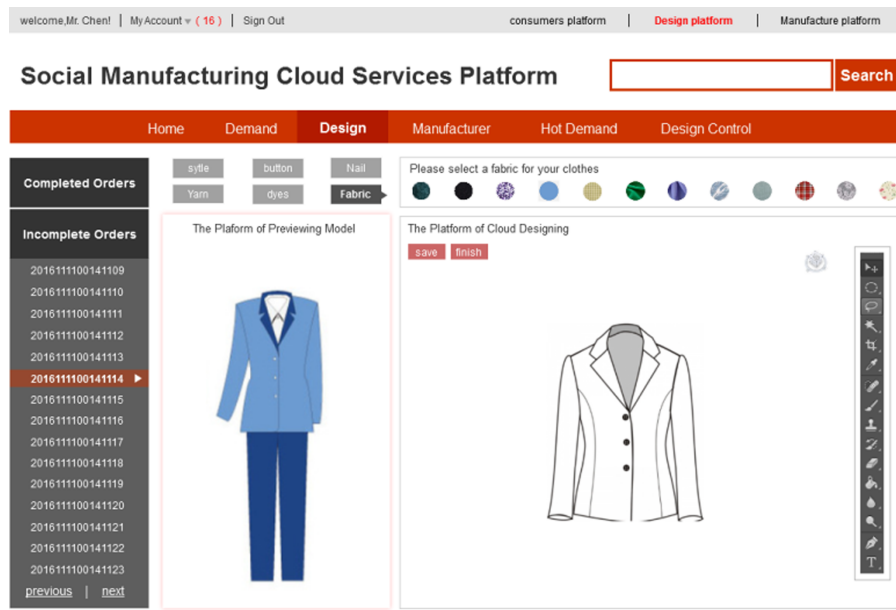 welcome,Mr. Chen! | My Account ( 16 ) | Sign Out consumers platform | Design platform | Manufacture platform
Social Manufacturing Cloud Services Platform Search
Home Demand Design Manufacturer Hot Demand Design Control
Completed Orders
sytle button Nail
Yarn dyes Fabric
Please select a fabric for your clothes
Incomplete Orders
2016111100141109
2016111100141110
2016111100141111
2016111100141112
2016111100141113
2016111100141114
2016111100141115
2016111100141116
2016111100141117
2016111100141118
2016111100141119
2016111100141120
2016111100141121
2016111100141122
2016111100141123
previous | next
The Plaform of Previewing Model
The Platform of Cloud Designing
save finish
T